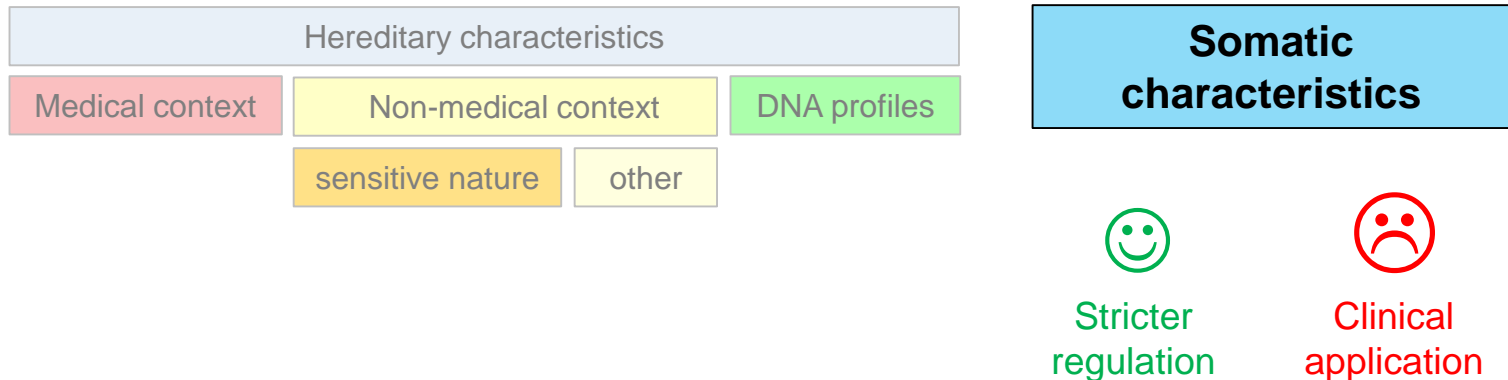 Hereditary characteristics
Medical context
Non-medical context
DNA profiles
sensitive nature
other
Somatic
characteristics
Stricter
regulation
Clinical
application